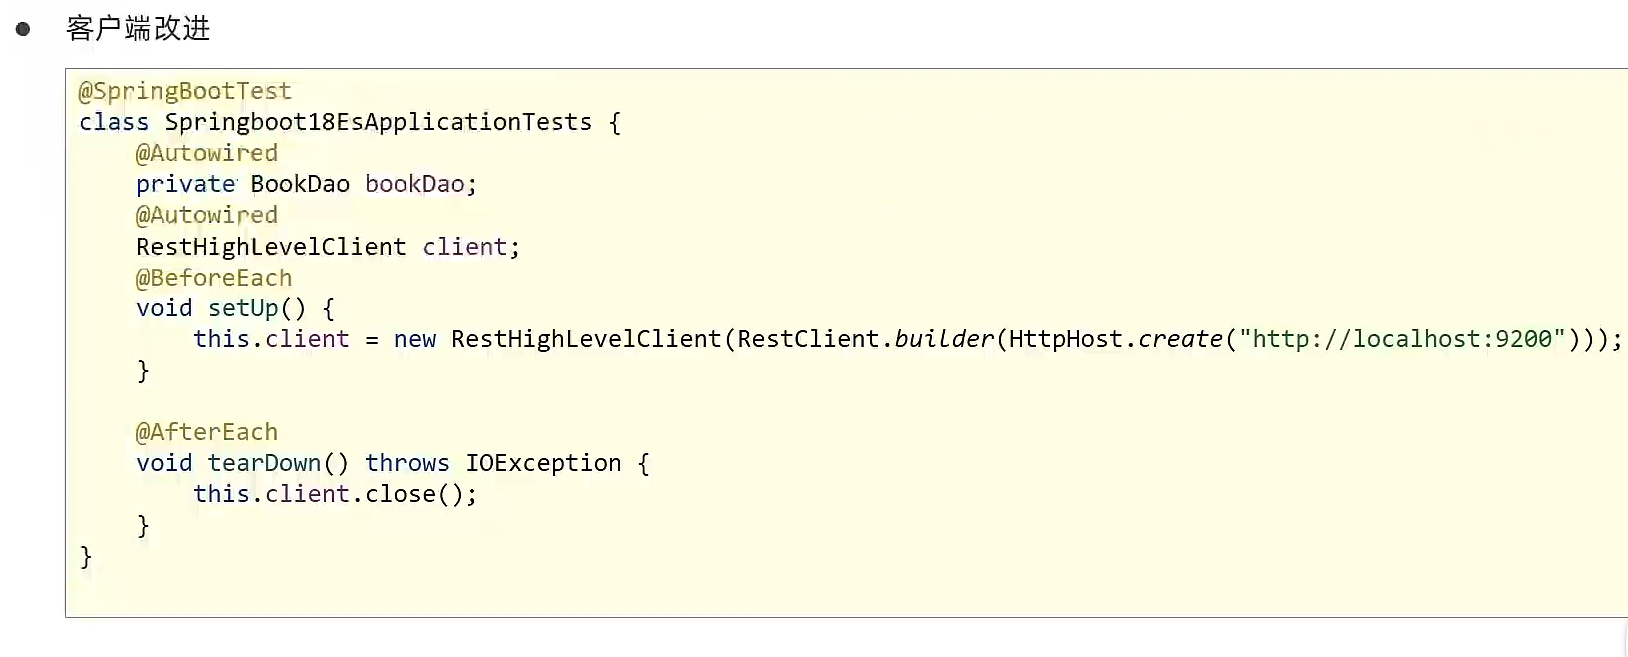 ● 客户端改进
@SpringBootTest
class Springboot18EsApplicationTests {
    @Autowired
    private BookDao bookDao;
    @Autowired
    RestHighLevelClient client;
    @BeforeEach
    void setUp() {
        this.client = new RestHighLevelClient(RestClient.builder(HttpHost.create("http://localhost:9200")));
    }
    @AfterEach
    void tearDown() throws IOException {
        this.client.close();
    }
}